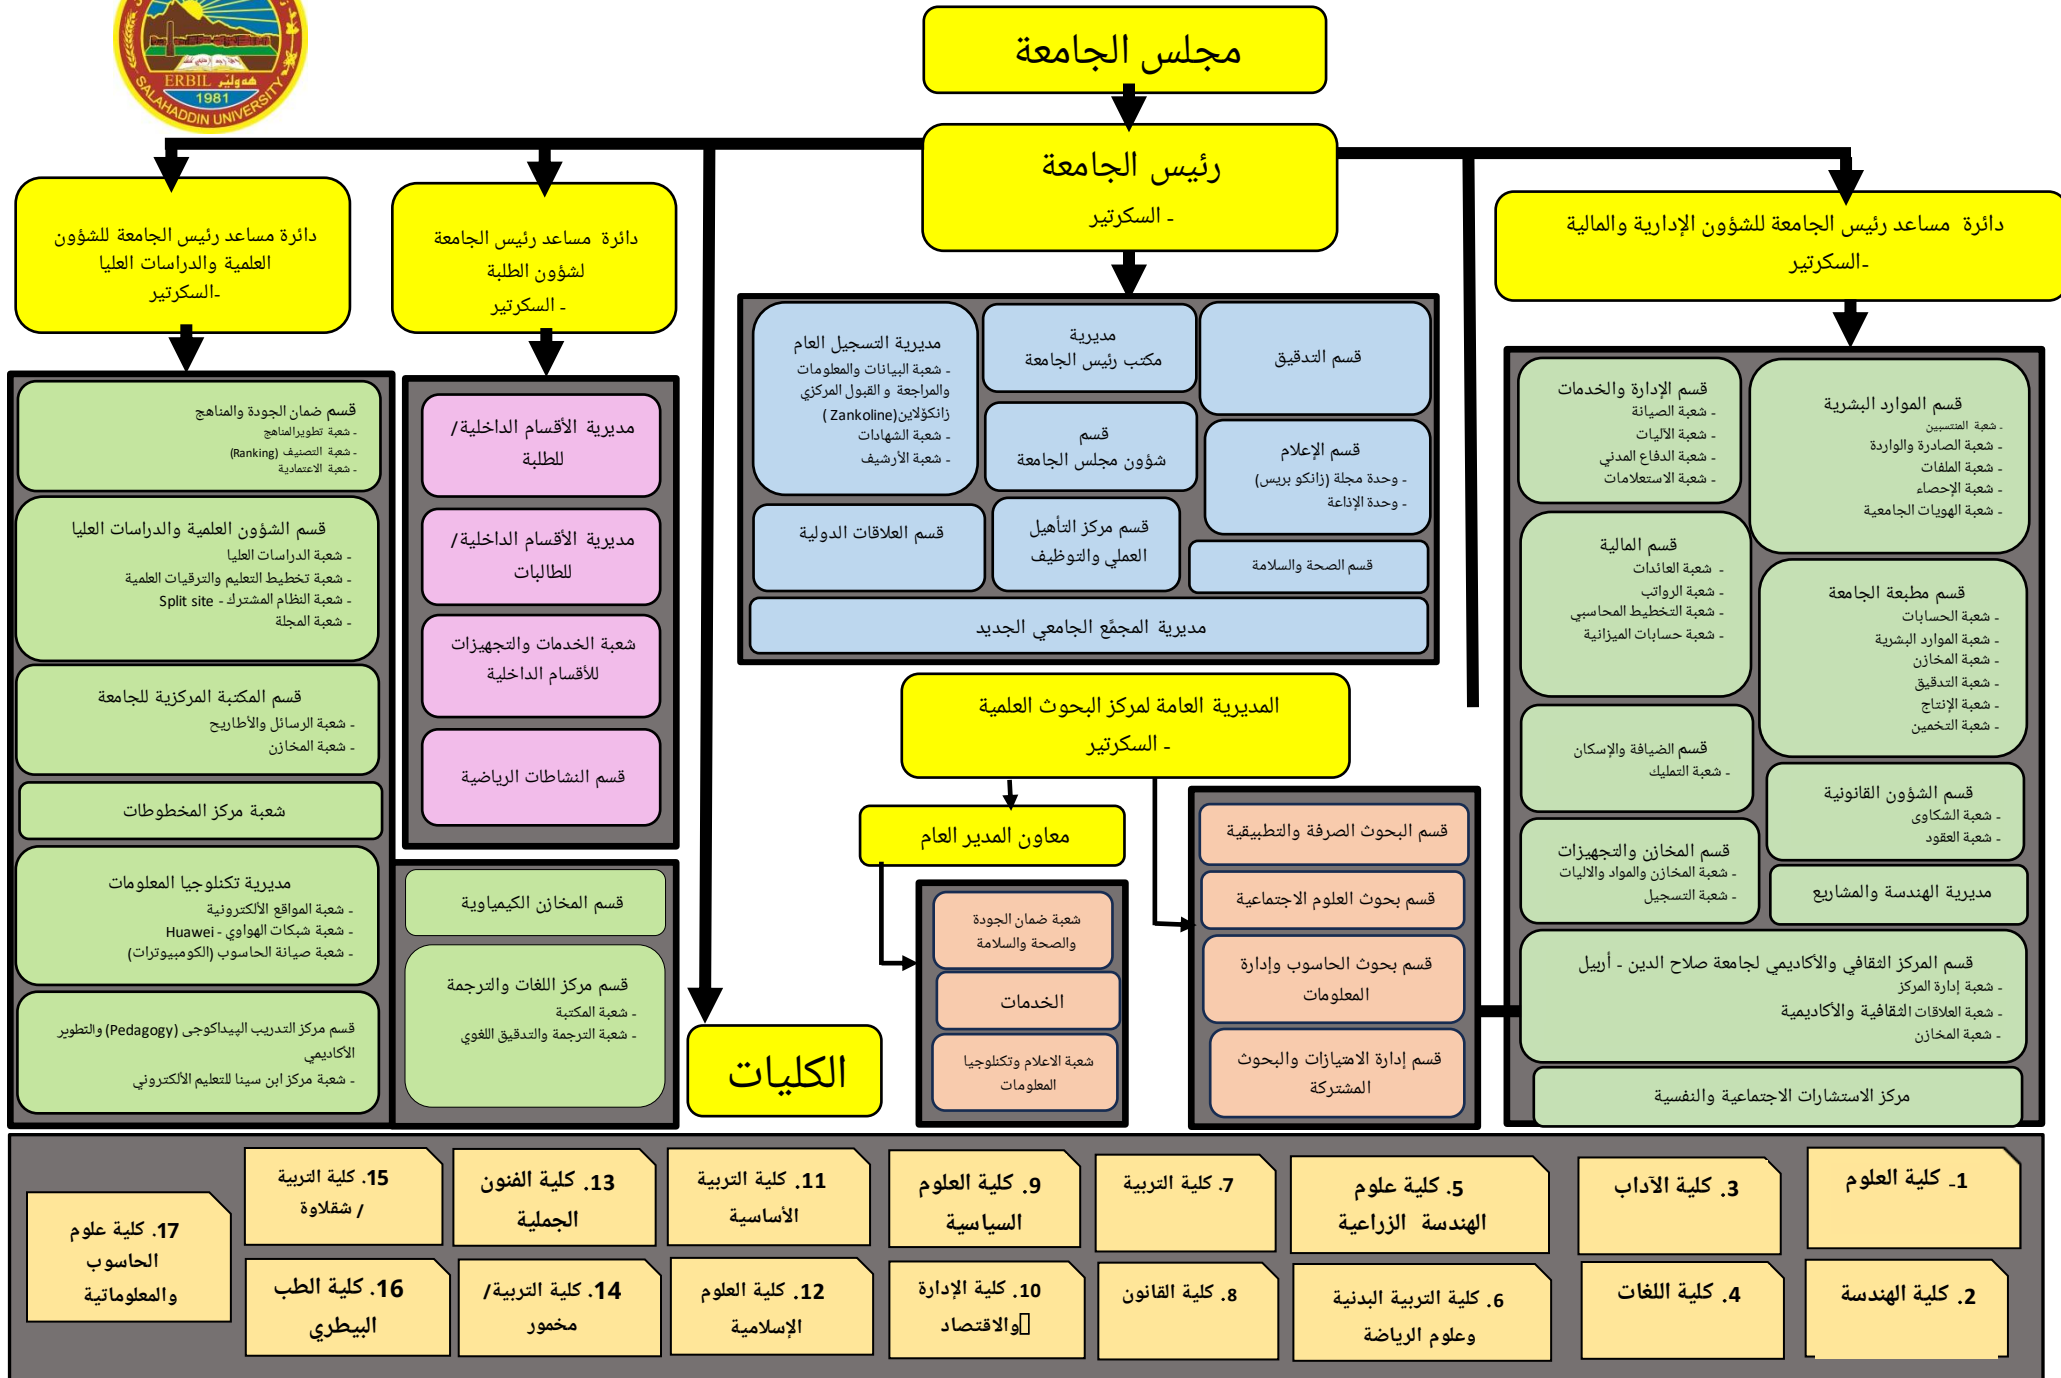 ERBIL هەولێر
1981
SALAHADDIN UNIVERSITY
مجلس الجامعة
رئيس الجامعة
- السكرتير
دائرة مساعد رئيس الجامعة للشؤون الإدارية والمالية
-السكرتير
دائرة مساعد رئيس الجامعة
لشؤون الطلبة
- السكرتير
دائرة مساعد رئيس الجامعة للشؤون
العلمية والدراسات العليا
-السكرتير
قسم الموارد البشرية
- شعبة المنتسبين
- شعبة الصادرة والواردة
- شعبة الملفات
- شعبة الإحصاء
- شعبة الهويات الجامعية
قسم الإدارة والخدمات
- شعبة الصيانة
- شعبة الآليات
- شعبة الدفاع المدني
- شعبة الاستعلامات
قسم مطبعة الجامعة
- شعبة الحسابات
- شعبة الموارد البشرية
- شعبة المخازن
- شعبة التدقيق
- شعبة الإنتاج
- شعبة التخمين
قسم المالية
- شعبة العائدات
- شعبة الرواتب
- شعبة التخطيط المحاسبي
- شعبة حسابات الميزانية
قسم الشؤون القانونية
- شعبة الشكاوى
- شعبة العقود
قسم الضيافة والإسكان
- شعبة التمليك
مديرية الهندسة والمشاريع
قسم المخازن والتجهيزات
- شعبة المخازن والمواد والاليات
- شعبة التسجيل
قسم المركز الثقافي والأكاديمي لجامعة صلاح الدين - أربيل
- شعبة إدارة المركز
- شعبة العلاقات الثقافية والأكاديمية
- شعبة المخازن
مركز الاستشارات الاجتماعية والنفسية
قسم التدقيق
مديرية
مكتب رئيس الجامعة
مديرية التسجيل العام
- شعبة البيانات والمعلومات
والمراجعة و القبول المركزي
زانكۆلاين(Zankoline )
- شعبة الشهادات
- شعبة الأرشيف
قسم الإعلام
- وحدة مجلة (زانكو بريس)
- وحدة الإذاعة
قسم
شؤون مجلس الجامعة
قسم الصحة والسلامة
قسم مركز التأهيل
العملي والتوظيف
قسم العلاقات الدولية
مديرية المجمَّع الجامعي الجديد
المديرية العامة لمركز البحوث العلمية
- السكرتير
معاون المدير العام
قسم البحوث الصرفة والتطبيقية
قسم بحوث العلوم الاجتماعية
قسم بحوث الحاسوب وإدارة
المعلومات
قسم إدارة الامتيازات والبحوث
المشتركة
شعبة ضمان الجودة
والصحة والسلامة
الخدمات
شعبة الاعلام وتكنلوجيا
المعلومات
مديرية الأقسام الداخلية/
للطلبة
مديرية الأقسام الداخلية/
للطالبات
شعبة الخدمات والتجهيزات
للأقسام الداخلية
قسم النشاطات الرياضية
قسم المخازن الكيمياوية
قسم مركز اللغات والترجمة
- شعبة المكتبة
- شعبة الترجمة والتدقيق اللغوي
قسم ضمان الجودة والمناهج
- شعبة تطويرالمناهج
- شعبة التصنيف (Ranking)
- شعبة الاعتمادية
قسم الشؤون العلمية والدراسات العليا
- شعبة الدراسات العليا
- شعبة تخطيط التعليم والترقيات العلمية
- شعبة النظام المشترك - Split site
- شعبة المجلة
قسم المكتبة المركزية للجامعة
- شعبة الرسائل والأطاريح
- شعبة المخازن
شعبة مركز المخطوطات
مديرية تكنلوجيا المعلومات
- شعبة المواقع الألكترونية
- شعبة شبكات الهواوي - Huawei
- شعبة صيانة الحاسوب (الكومبيوترات)
قسم مركز التدريب البيداكوجى (Pedagogy) والتطوير
الأكاديمي
- شعبة مركز ابن سينا للتعليم الألكتروني
الكليات
1- كلية العلوم
2. كلية الهندسة
3. كلية الآداب
4. كلية اللغات
5. كلية علوم
الهندسة الزراعية
6. كلية التربية البدنية
وعلوم الرياضة
7. كلية التربية
8. كلية القانون
9. كلية العلوم
السياسية
10. كلية الإدارة
والاقتصاد
11. كلية التربية
الأساسية
12. كلية العلوم
الإسلامية
13. كلية الفنون
الجملية
14. كلية التربية/
مخمور
15. كلية التربية
/ شقلاوة
16. كلية الطب
البيطري
17. كلية علوم
الحاسوب
والمعلوماتية